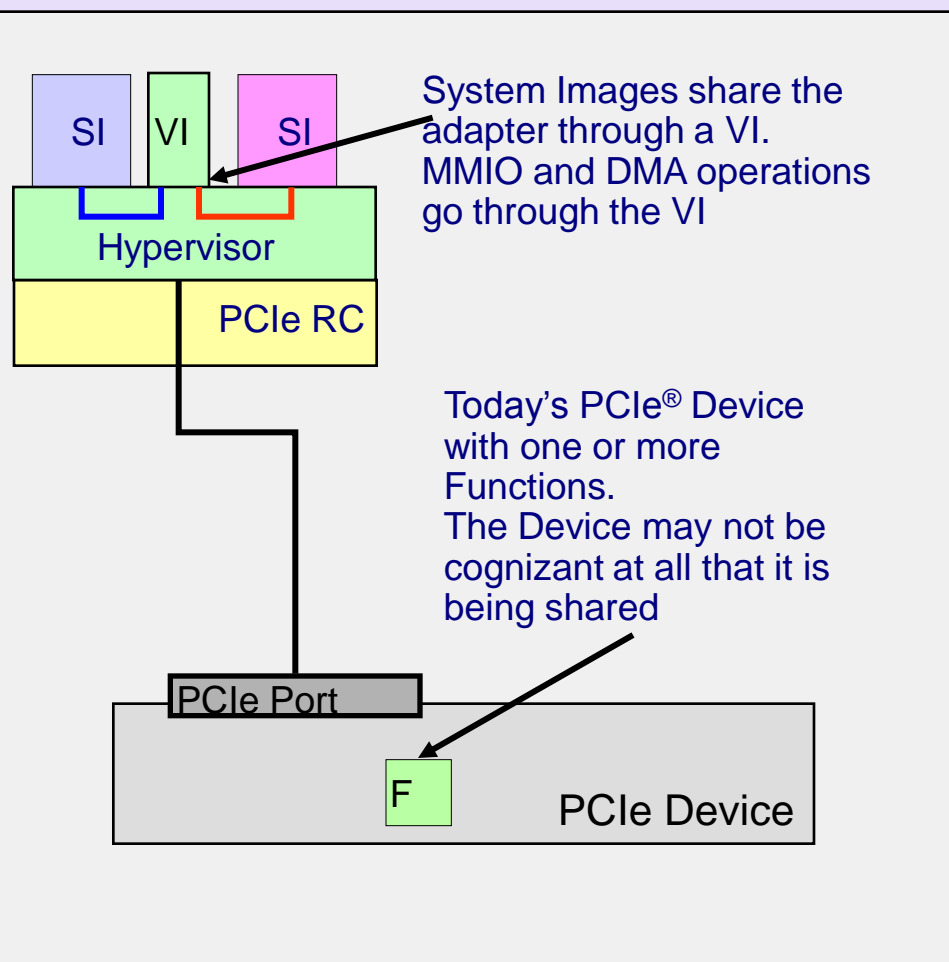 System Images share the
adapter through a VI.
MMIO and DMA operations
go through the VI
SI
VI
SI
Hypervisor
PCIe RC
Today’s PCIe® Device
with one or more
Functions.
The Device may not be
cognizant at all that it is
being shared
PCIe Port
F
PCIe Device